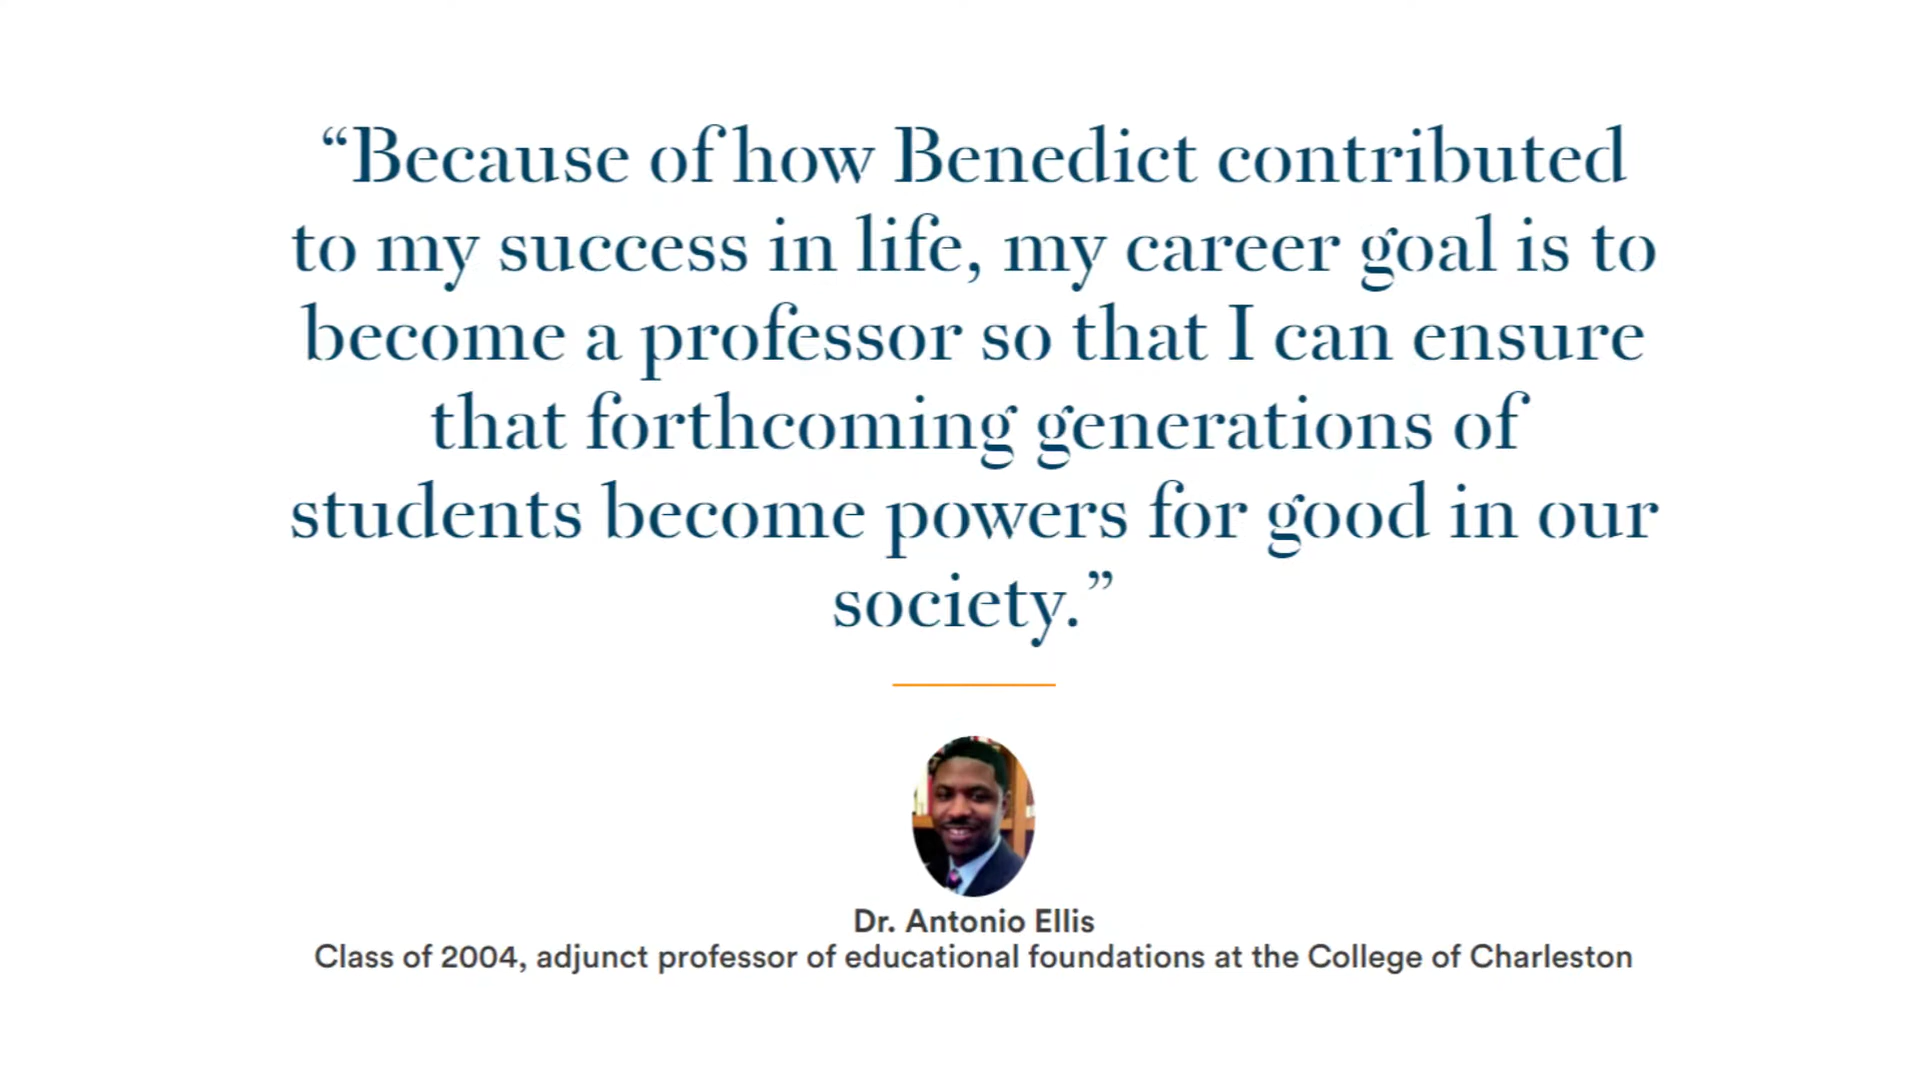 “Because of how Benedict contributed
to my success in life, my career goal is to
become a professor so that I can ensure
that forthcoming generations of
students become powers for good in our
society.”
Dr. Antonio Ellis
Class of 2004, adjunct professor of educational foundations at the College of Charleston